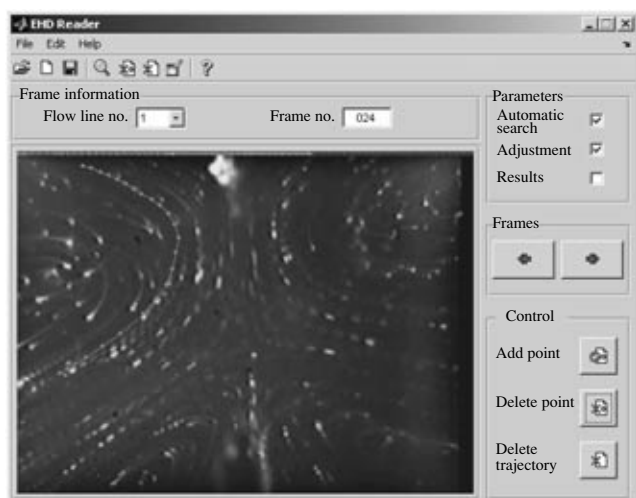 EHD Reader
File Edit Help
?
Frame information
Flow line no. 1
Frame no. 024
Parameters
Automatic
search
Adjustment
Results
Frames
Control
Add point
Delete point
Delete
trajectory